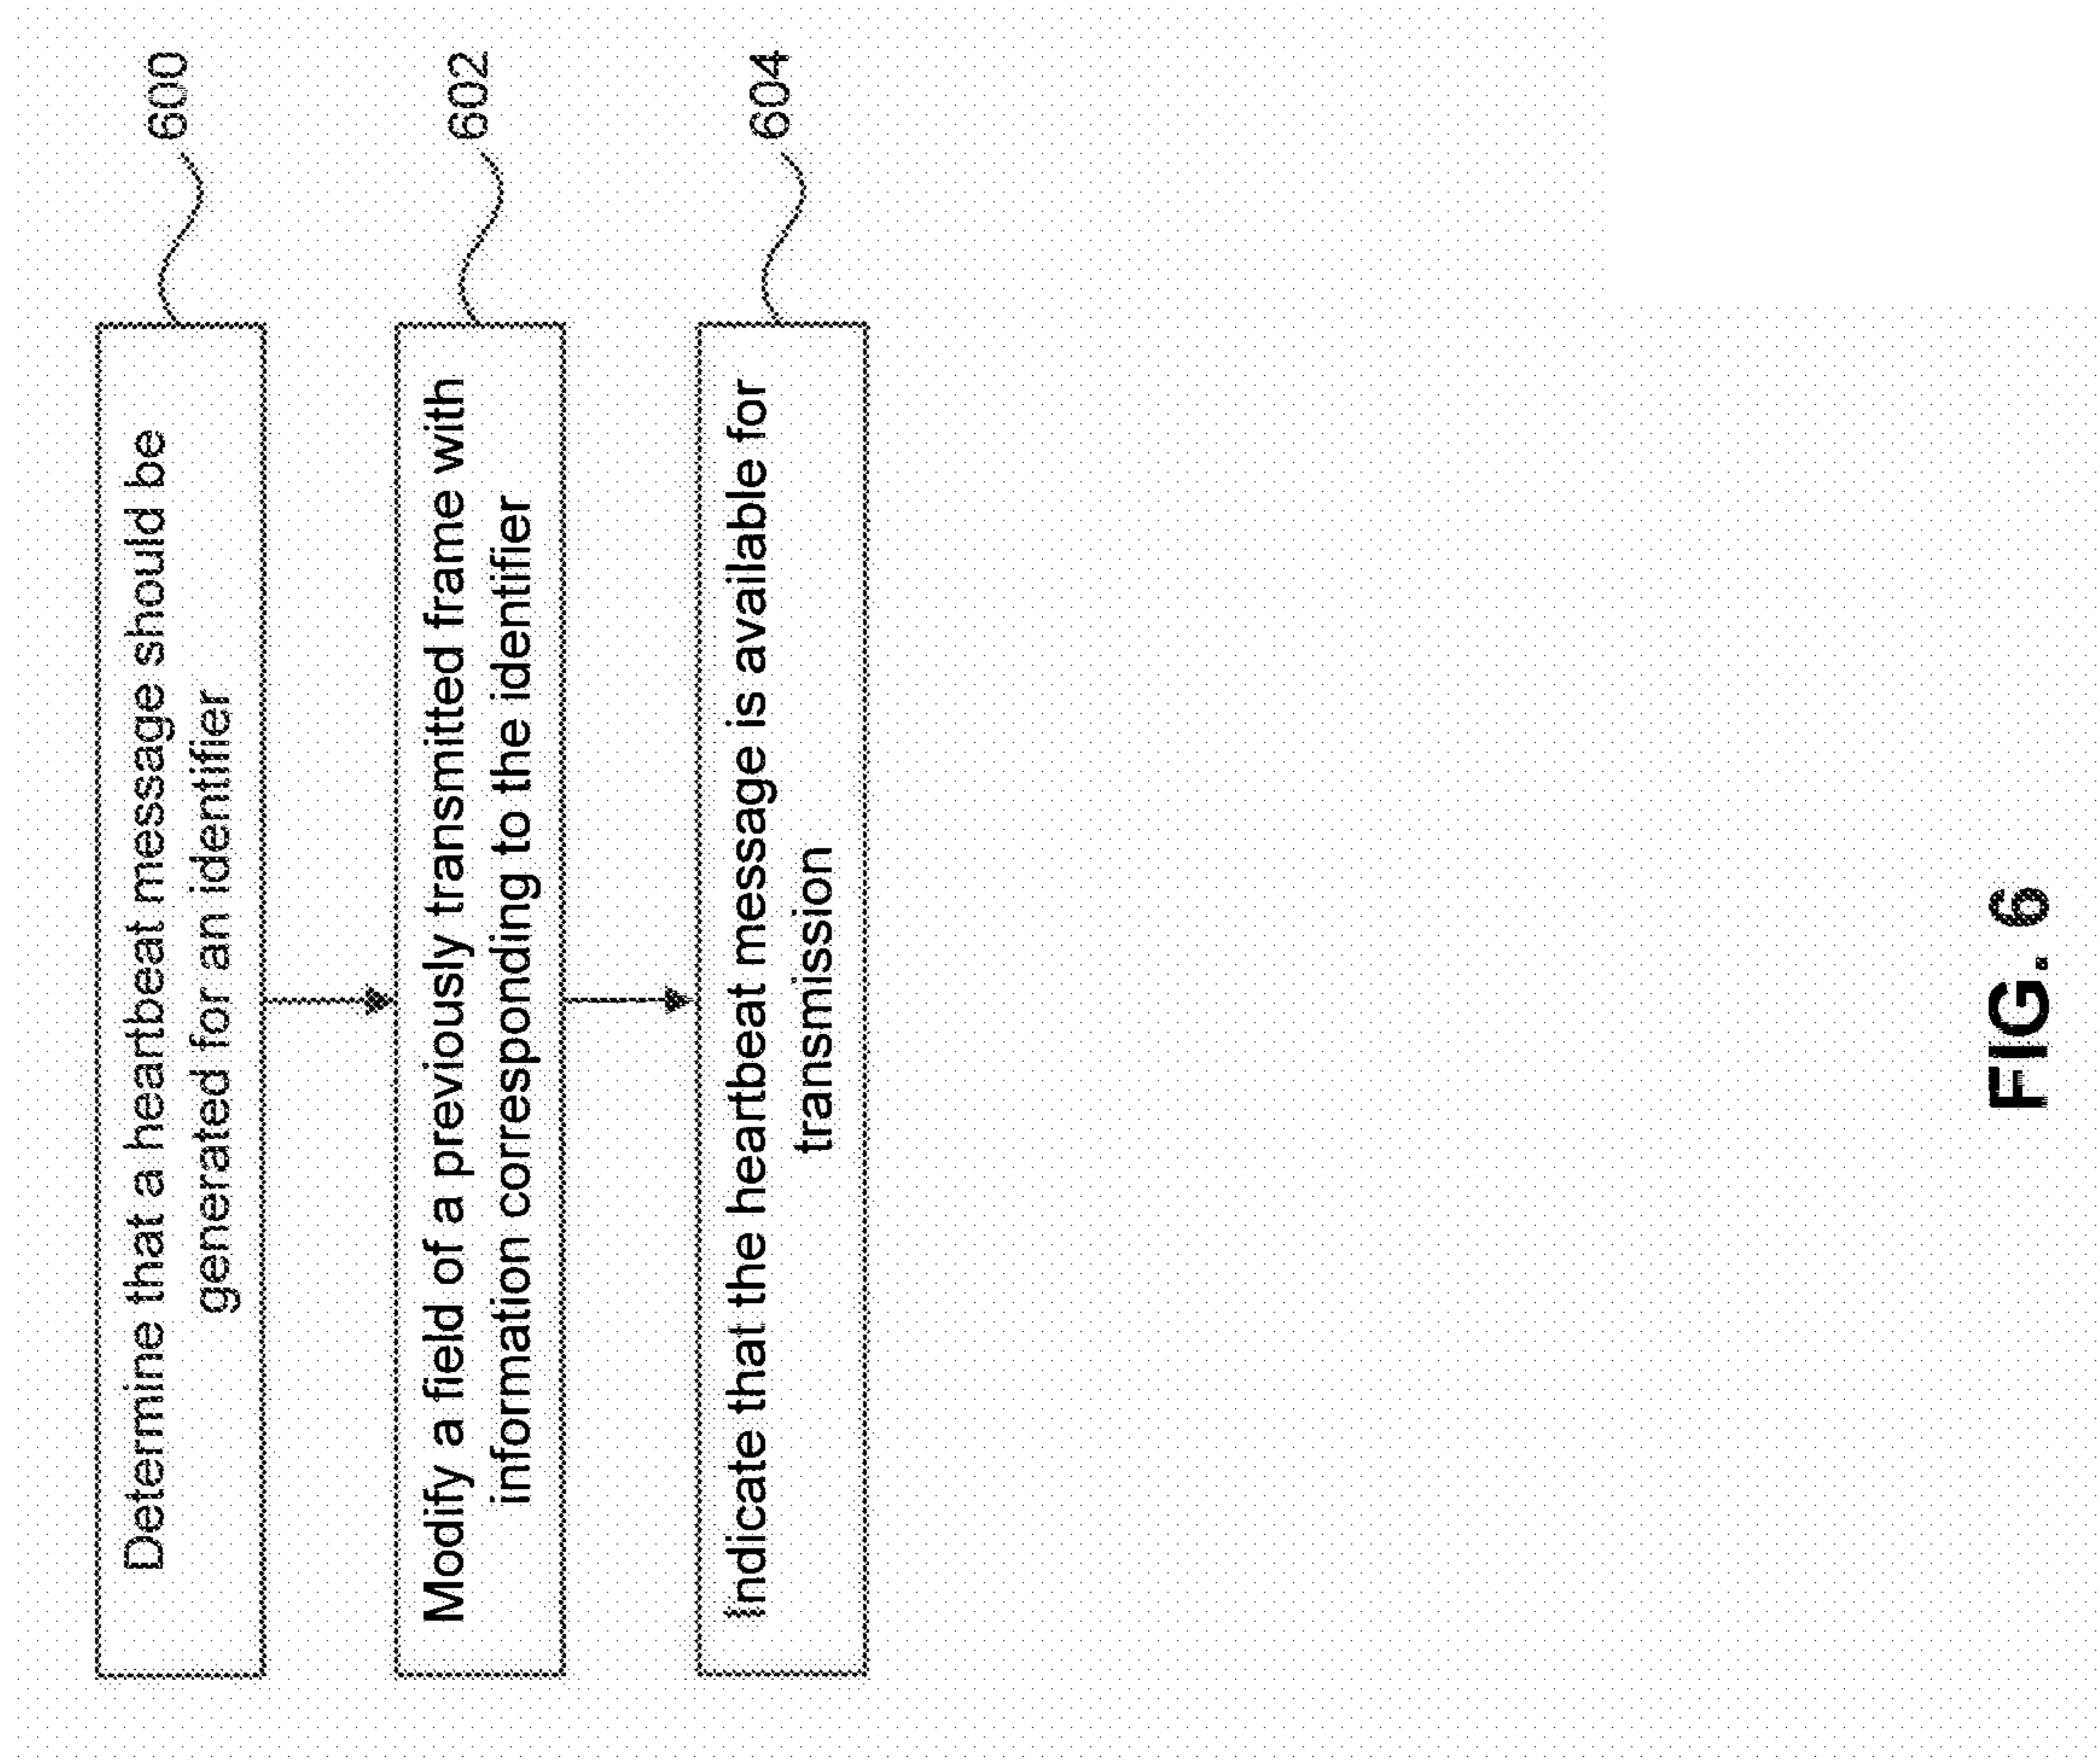 Determine that a heartbeat message should be
generated for an identifier
600
Modify a field of a previously transmitted frame with
information corresponding to the identifier
602
Indicate that the heartbeat message is available for
transmission
604
FIG. 6